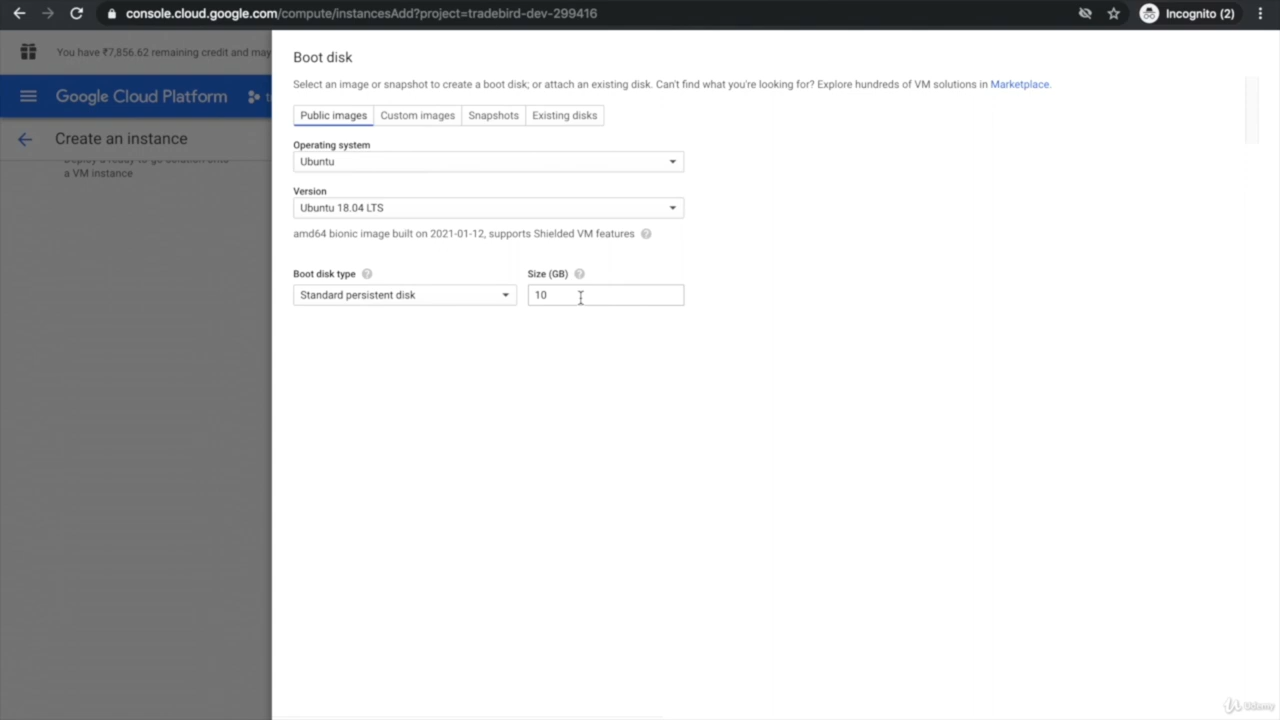 console.cloud.google.com/compute/instancesAdd?project=tradebird-dev-299416
Incognito (2)
You have ₹7,856.62 remaining credit and may
Google Cloud Platform
Create an instance
Deploy a ready-to-go solution onto
a VM instance
Boot disk
Select an image or snapshot to create a boot disk; or attach an existing disk. Can't find what you're looking for? Explore hundreds of VM solutions in Marketplace.
Public images Custom images Snapshots Existing disks
Operating system
Ubuntu
Version
Ubuntu 18.04 LTS
amd64 bionic image built on 2021-01-12, supports Shielded VM features
Boot disk type Size (GB)
Standard persistent disk 10
Udemy